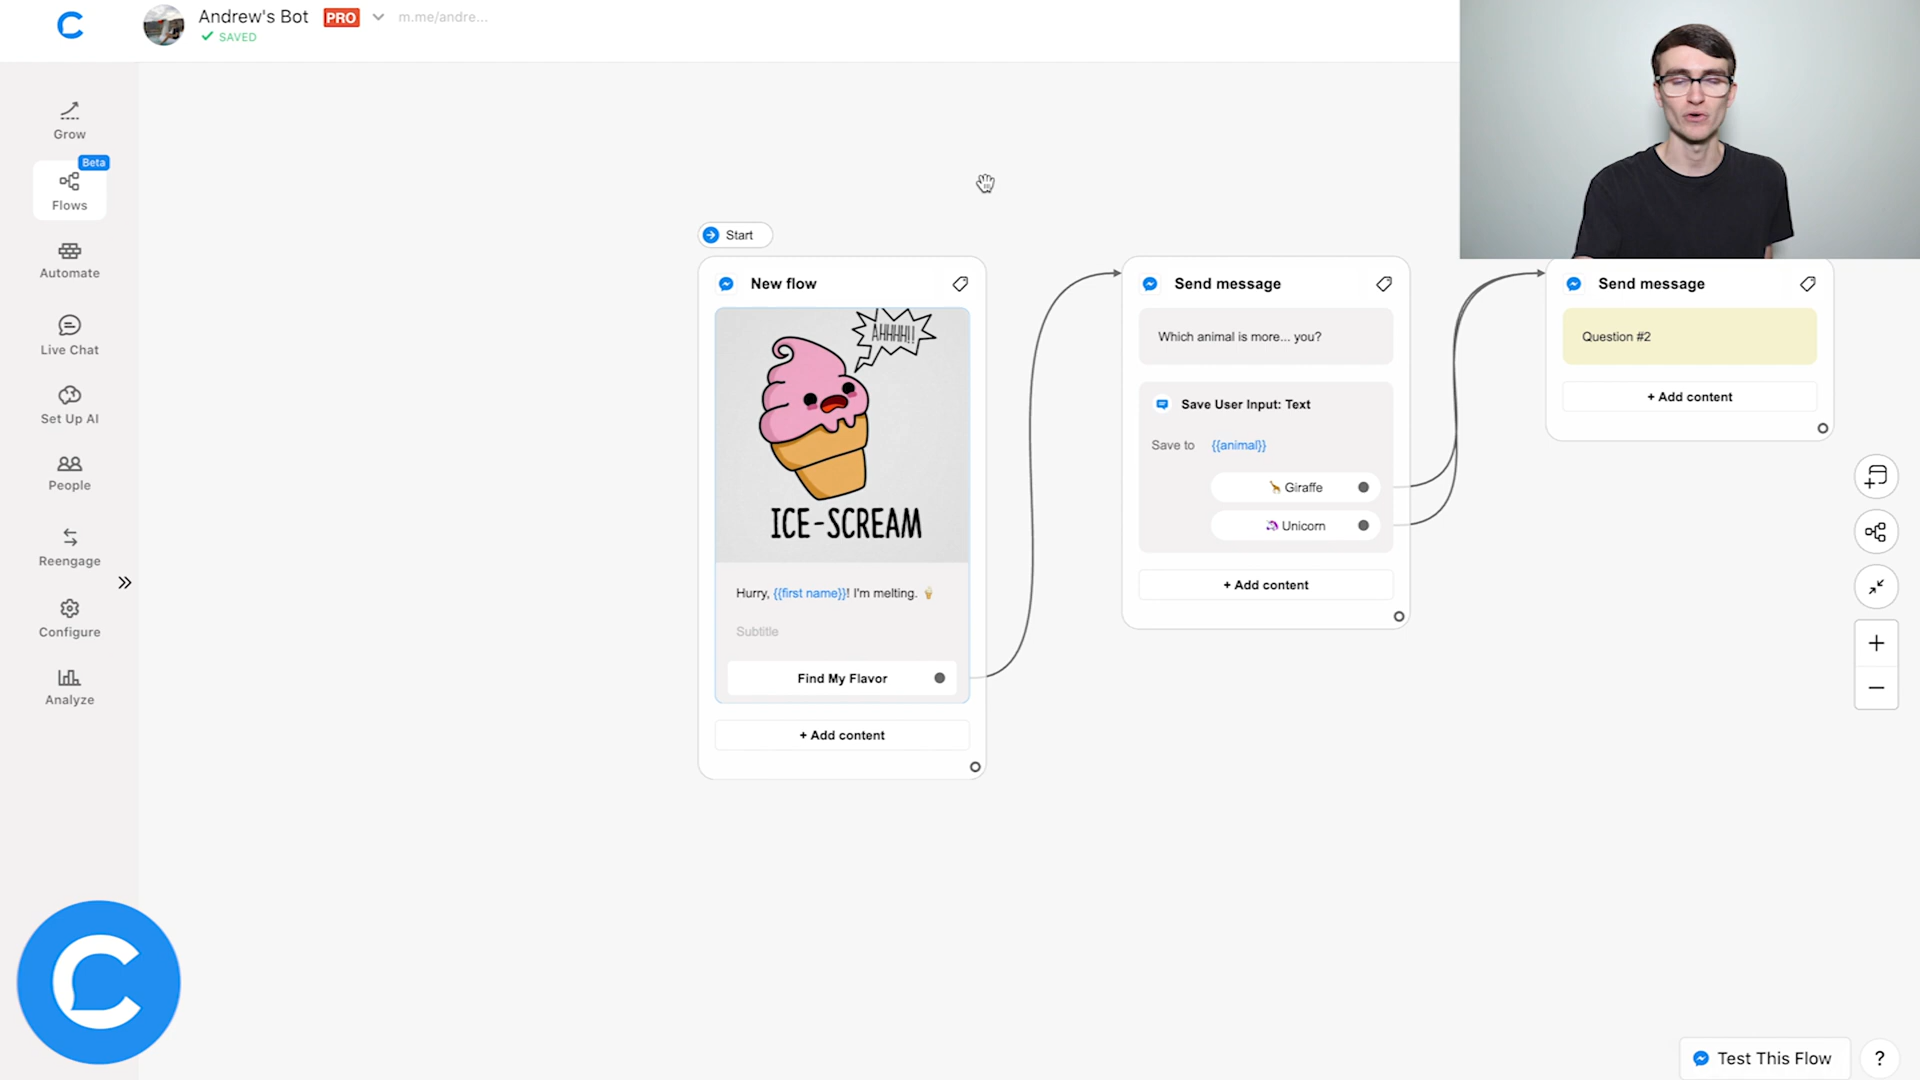 Andrew's Bot PRO m.me/andre...
SAVED
Grow
Beta
Flows
Automate
Live Chat
Set Up AI
People
Reengage
Configure
Analyze
Start
New flow
AHHHH!!
ICE-SCREAM
Hurry, {{first name}}! I'm melting.
Subtitle
Find My Flavor
+ Add content
Send message
Which animal is more... you?
Save User Input: Text
Save to {{animal}}
Giraffe
Unicorn
+ Add content
Send message
Question #2
+ Add content
Test This Flow ?